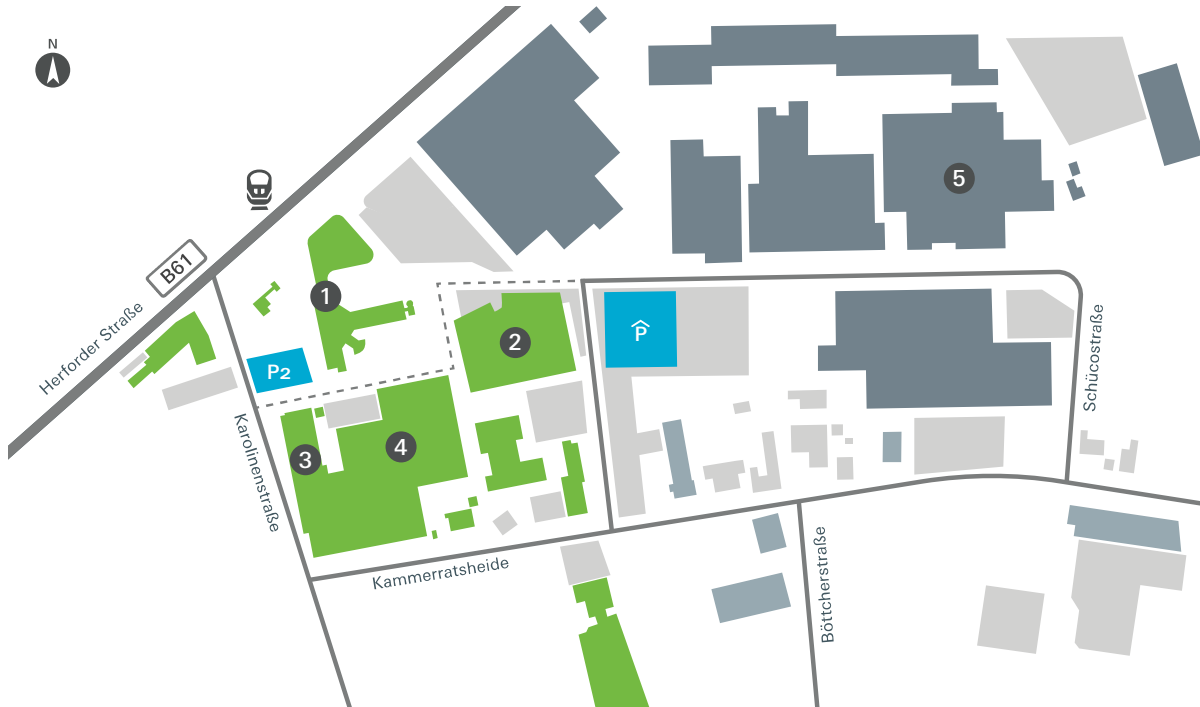 N
5
B61
1
Herforder Straße
2
P
P2
Schücostraße
Karolinenstraße
3
4
Kammerratsheide
Böttcherstraße